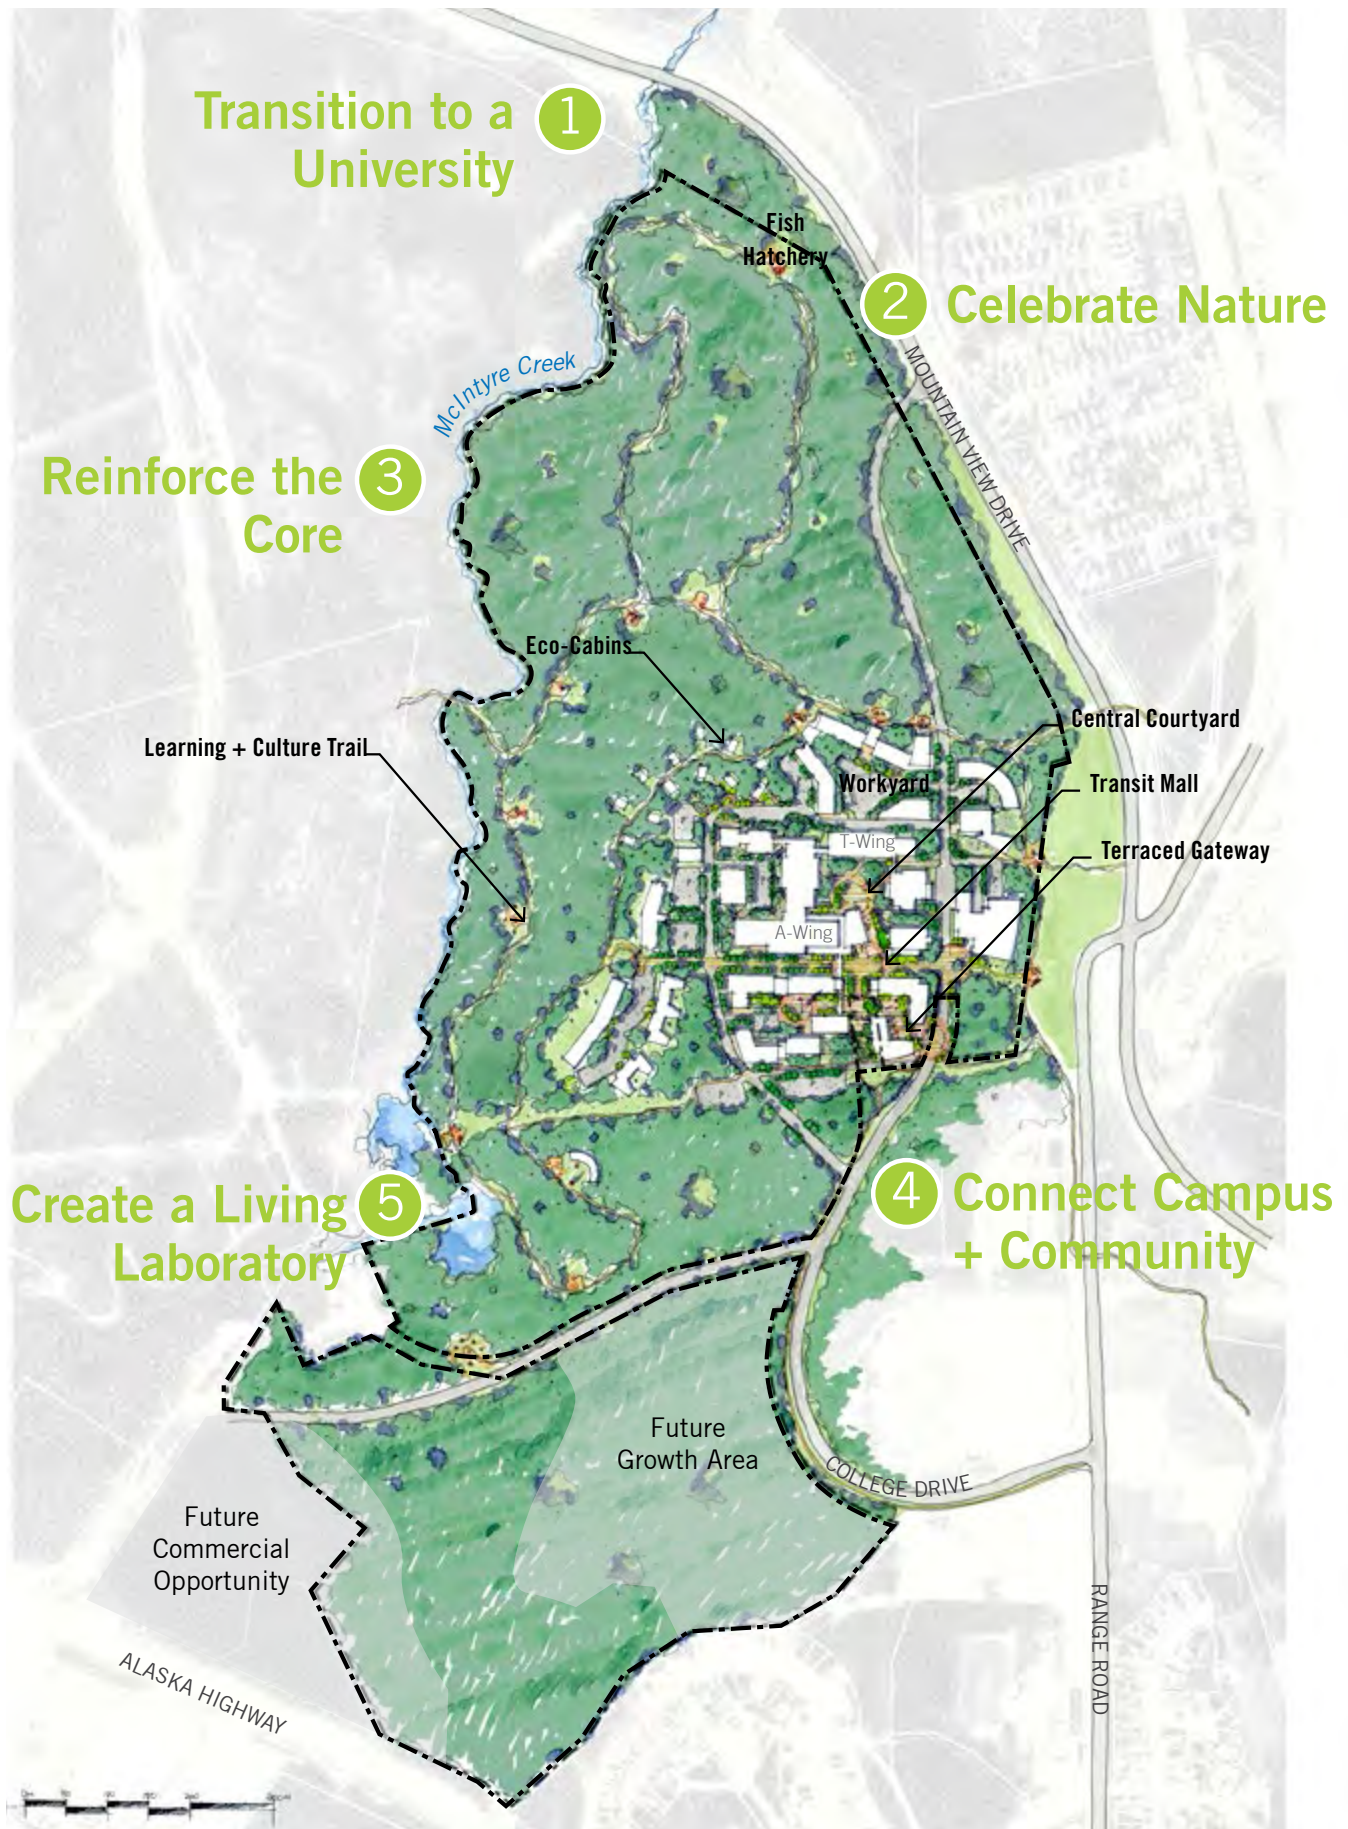 Transition to a
University
1
Fish
Hatchery
2
Celebrate Nature
McIntyre Creek
MOUNTAIN VIEW DRIVE
Reinforce the
Core
3
Eco-Cabins
Learning + Culture Trail
Central Courtyard
Workyard
Transit Mall
T-Wing
Terraced Gateway
A-Wing
Create a Living
Laboratory
5
4
Connect Campus
+ Community
Future
Growth Area
COLLEGE DRIVE
Future
Commercial
Opportunity
RANGE ROAD
ALASKA HIGHWAY